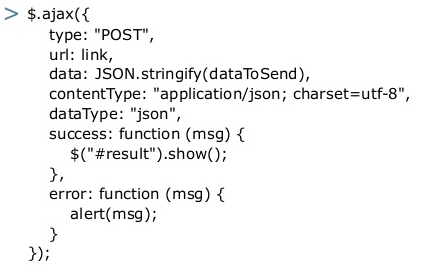 > $.ajax({
type: "POST",
url: link,
data: JSON.stringify(dataToSend),
contentType: "application/json; charset=utf-8",
dataType: "json",
success: function (msg) {
$("#result").show();
},
error: function (msg) {
alert(msg);
}
});